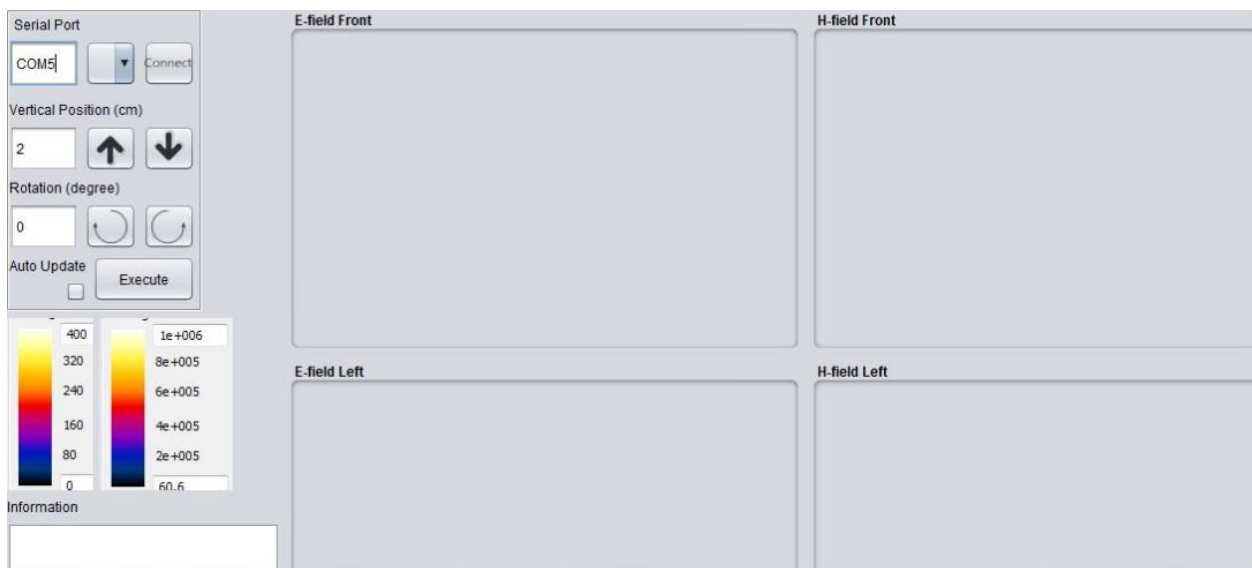 Serial Port
COM5
Connect
Vertical Position (cm)
2
Rotation (degree)
0
Auto Update
Execute
400
320
240
160
80
0
1e+006
8e+005
6e+005
4e+005
2e+005
60.6
Information
E-field Front
H-field Front
E-field Left
H-field Left